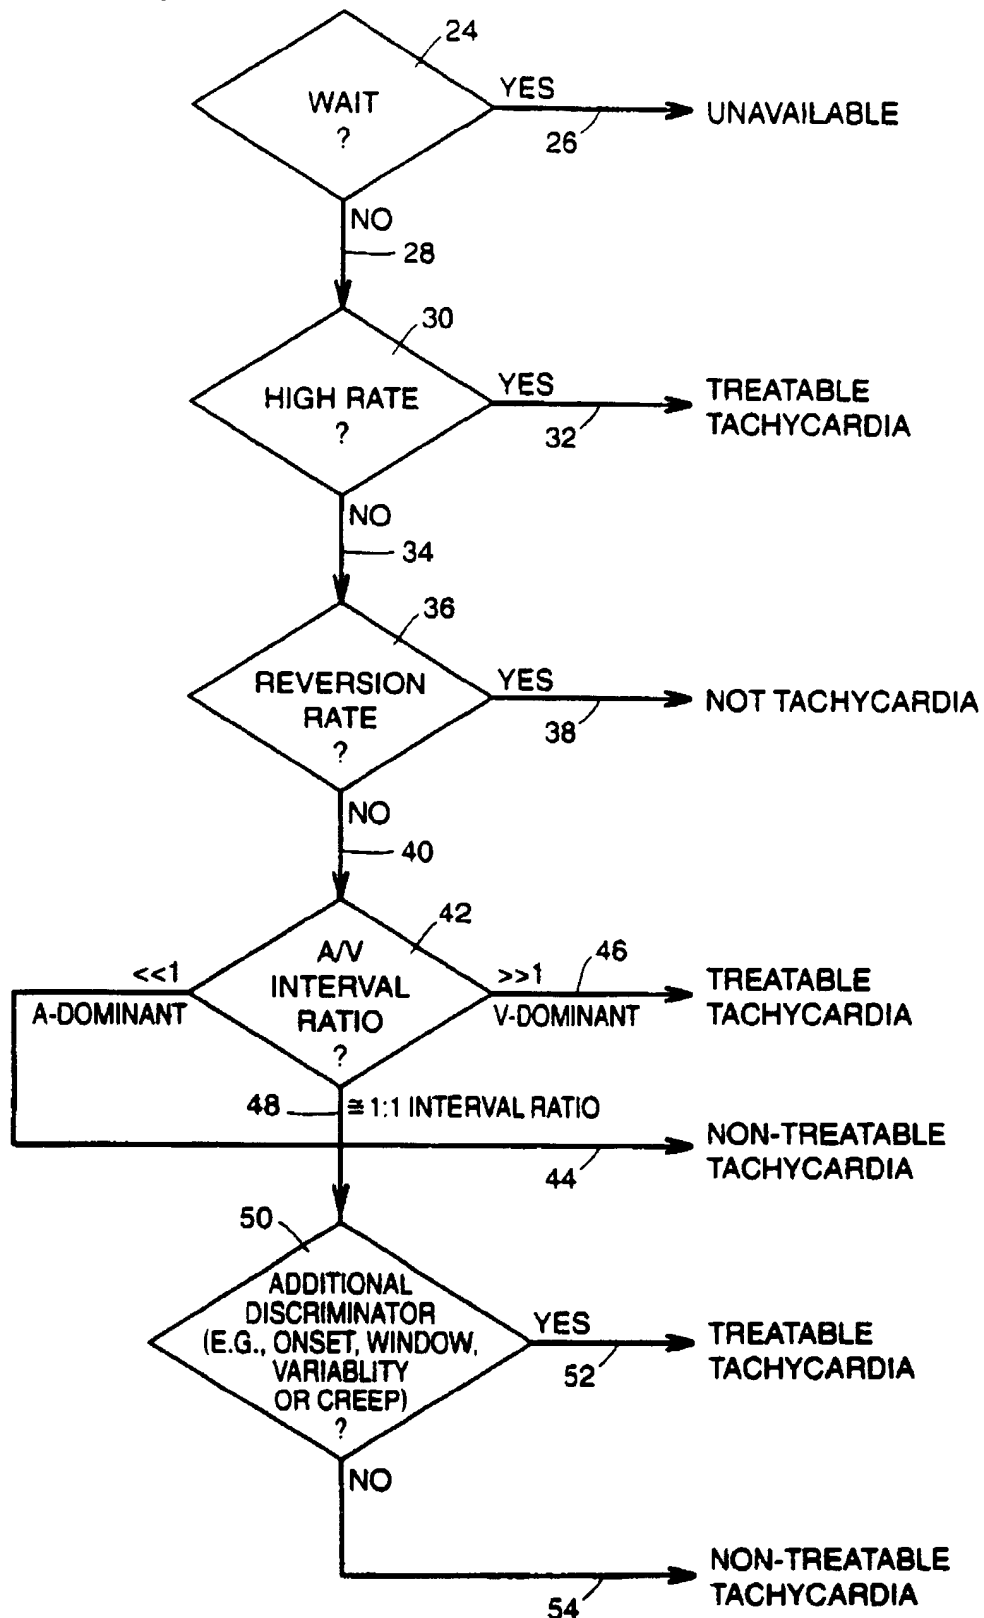 24
WAIT
?
YES
26
UNAVAILABLE
NO
28
30
HIGH RATE
?
YES
32
TREATABLE
TACHYCARDIA
NO
34
36
REVERSION
RATE
?
YES
38
NOT TACHYCARDIA
NO
40
42
A/V
INTERVAL
RATIO
?
<<1
A-DOMINANT
>>1
46
V-DOMINANT
TREATABLE
TACHYCARDIA
48
≅ 1:1 INTERVAL RATIO
44
NON-TREATABLE
TACHYCARDIA
50
ADDITIONAL
DISCRIMINATOR
(E.G., ONSET, WINDOW,
VARIABLITY
OR CREEP)
?
YES
52
TREATABLE
TACHYCARDIA
NO
54
NON-TREATABLE
TACHYCARDIA